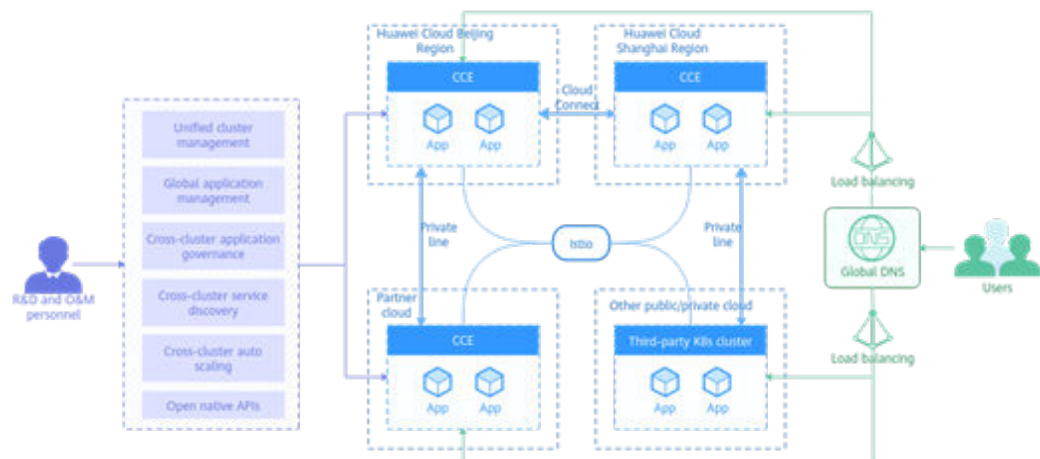 Huawei Cloud Beijing
Region
Huawei Cloud
Shanghai Region
CCE
CCE
Cloud
Connect
App
App
App
App
Unified cluster
management
Global application
management
Cross-cluster application
governance
Cross-cluster service
discovery
Cross-cluster auto
scaling
Open native APIs
R&D and O&M
personnel
Private
line
Istio
Private
line
Load balancing
DNS
Global DNS
Users
Partner
cloud
Other public/private cloud
CCE
Third-party K8s cluster
Load balancing
App
App
App
App